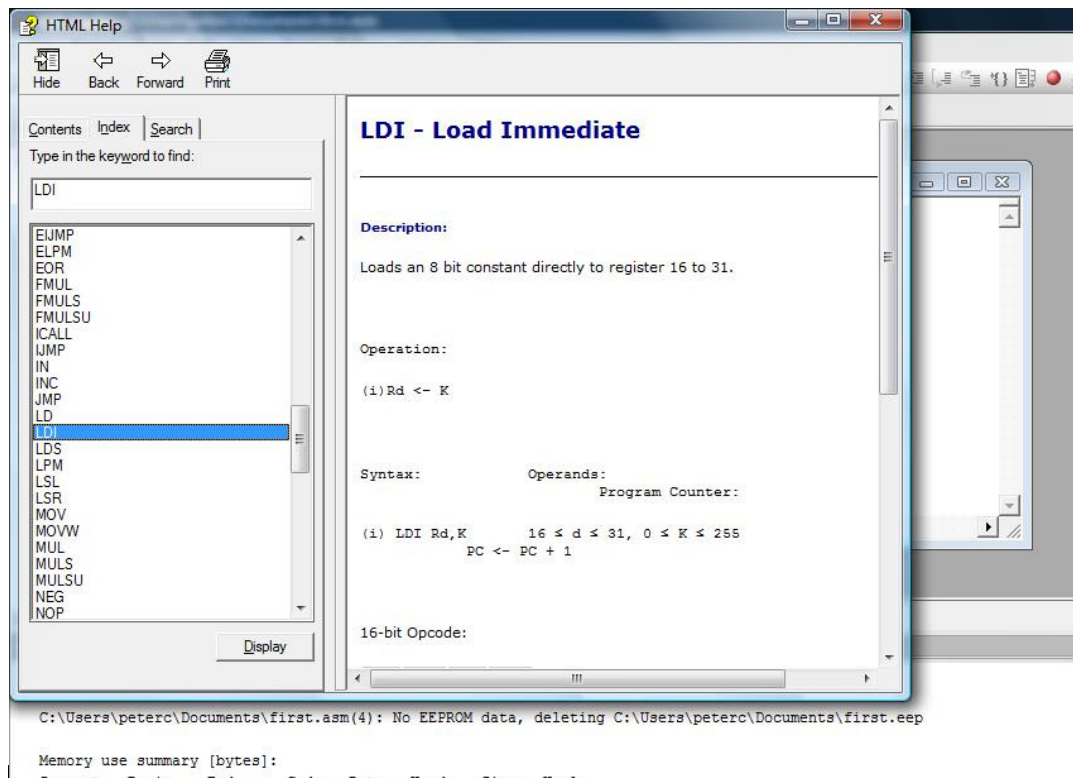 HTML Help
Hide Back Forward Print
Contents Index Search
Type in the keyword to find:
LDI
EIJMP
ELPM
EOR
FMUL
FMULS
FMULSU
ICALL
IJMP
IN
INC
JMP
LD
LDI
LDS
LPM
LSL
LSR
MOV
MOVW
MUL
MULS
MULSU
NEG
NOP
Display
LDI - Load Immediate
Description:
Loads an 8 bit constant directly to register 16 to 31.
Operation:
(i)Rd <- K
Syntax: Operands:
Program Counter:
(i) LDI Rd,K 16 ≤ d ≤ 31, 0 ≤ K ≤ 255
PC <- PC + 1
16-bit Opcode:
C:\Users\peterc\Documents\first.asm(4): No EEPROM data, deleting C:\Users\peterc\Documents\first.eep
Memory use summary [bytes]: